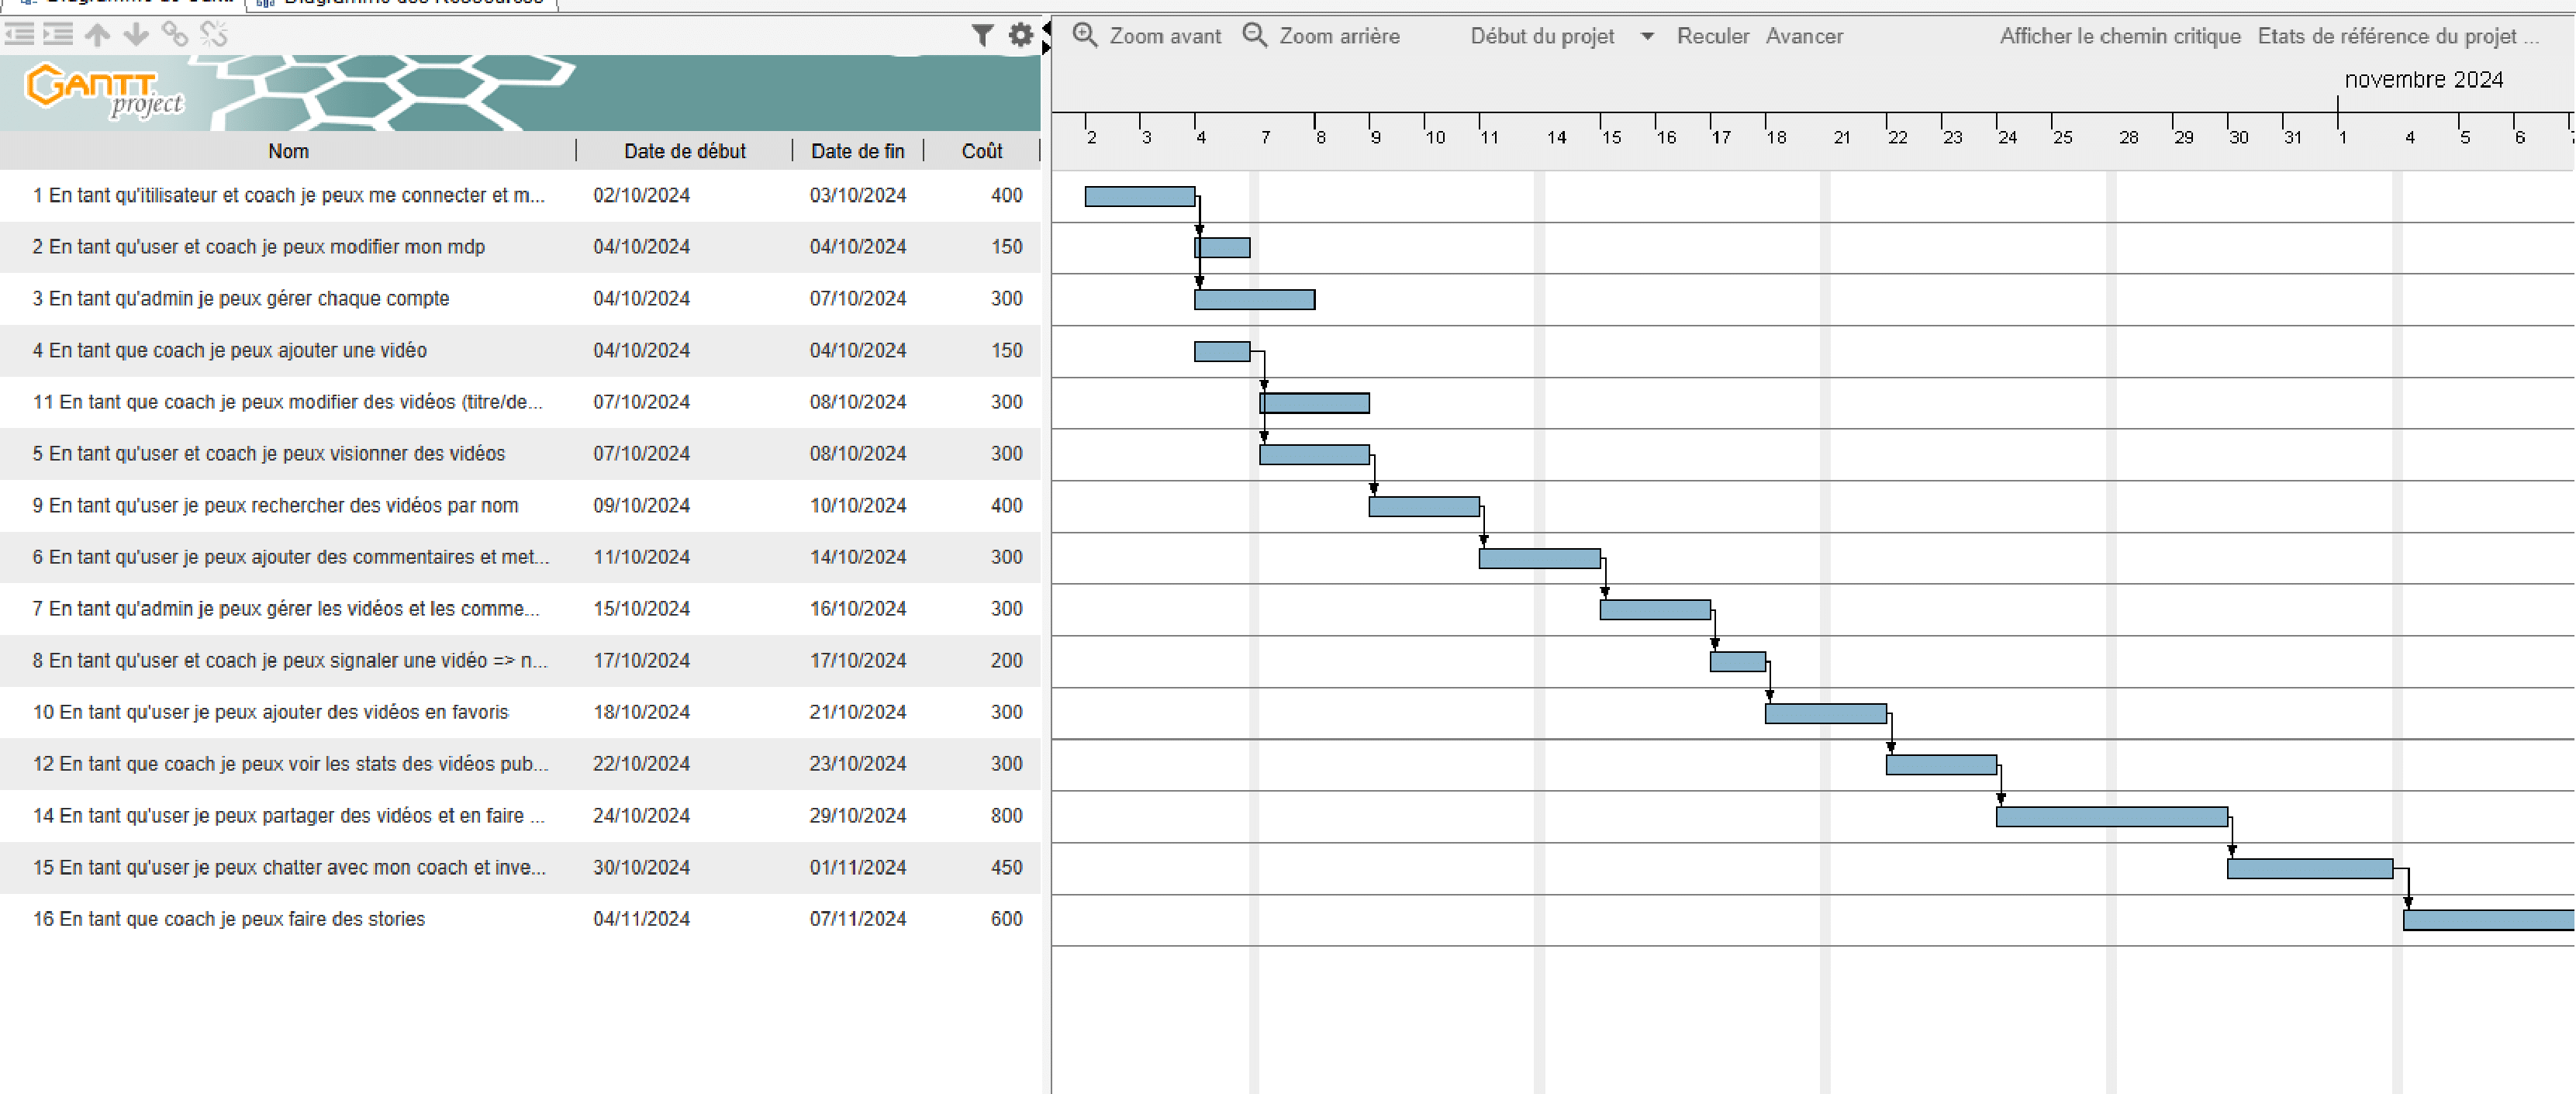 Diagramme des Ressources
Zoom avant Zoom arrière Début du projet Reculer Avancer Afficher le chemin critique Etats de référence du projet ...
GANTT project
novembre 2024
2 3 4 7 8 9 10 11 14 15 16 17 18 21 22 23 24 25 28 29 30 31 1 4 5 6
Nom Date de début Date de fin Coût
1 En tant qu'itilisateur et coach je peux me connecter et m... 02/10/2024 03/10/2024 400
2 En tant qu'user et coach je peux modifier mon mdp 04/10/2024 04/10/2024 150
3 En tant qu'admin je peux gérer chaque compte 04/10/2024 07/10/2024 300
4 En tant que coach je peux ajouter une vidéo 04/10/2024 04/10/2024 150
11 En tant que coach je peux modifier des vidéos (titre/de... 07/10/2024 08/10/2024 300
5 En tant qu'user et coach je peux visionner des vidéos 07/10/2024 08/10/2024 300
9 En tant qu'user je peux rechercher des vidéos par nom 09/10/2024 10/10/2024 400
6 En tant qu'user je peux ajouter des commentaires et met... 11/10/2024 14/10/2024 300
7 En tant qu'admin je peux gérer les vidéos et les comme... 15/10/2024 16/10/2024 300
8 En tant qu'user et coach je peux signaler une vidéo => n... 17/10/2024 17/10/2024 200
10 En tant qu'user je peux ajouter des vidéos en favoris 18/10/2024 21/10/2024 300
12 En tant que coach je peux voir les stats des vidéos pub... 22/10/2024 23/10/2024 300
14 En tant qu'user je peux partager des vidéos et en faire ... 24/10/2024 29/10/2024 800
15 En tant qu'user je peux chatter avec mon coach et inve... 30/10/2024 01/11/2024 450
16 En tant que coach je peux faire des stories 04/11/2024 07/11/2024 600